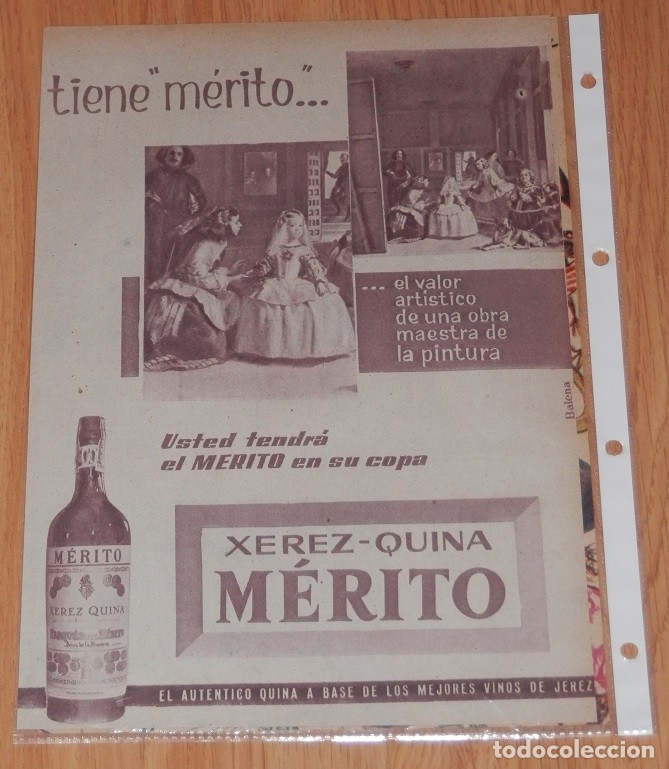 tiene "mérito"...
... el valor
artístico
de una obra
maestra de
la pintura
Balena
Usted tendrá
el MERITO en su copa
XEREZ-QUINA
MÉRITO
MÉRITO
XEREZ QUINA
EL AUTENTICO QUINA A BASE DE LOS MEJORES VINOS DE JEREZ
todocoleccion